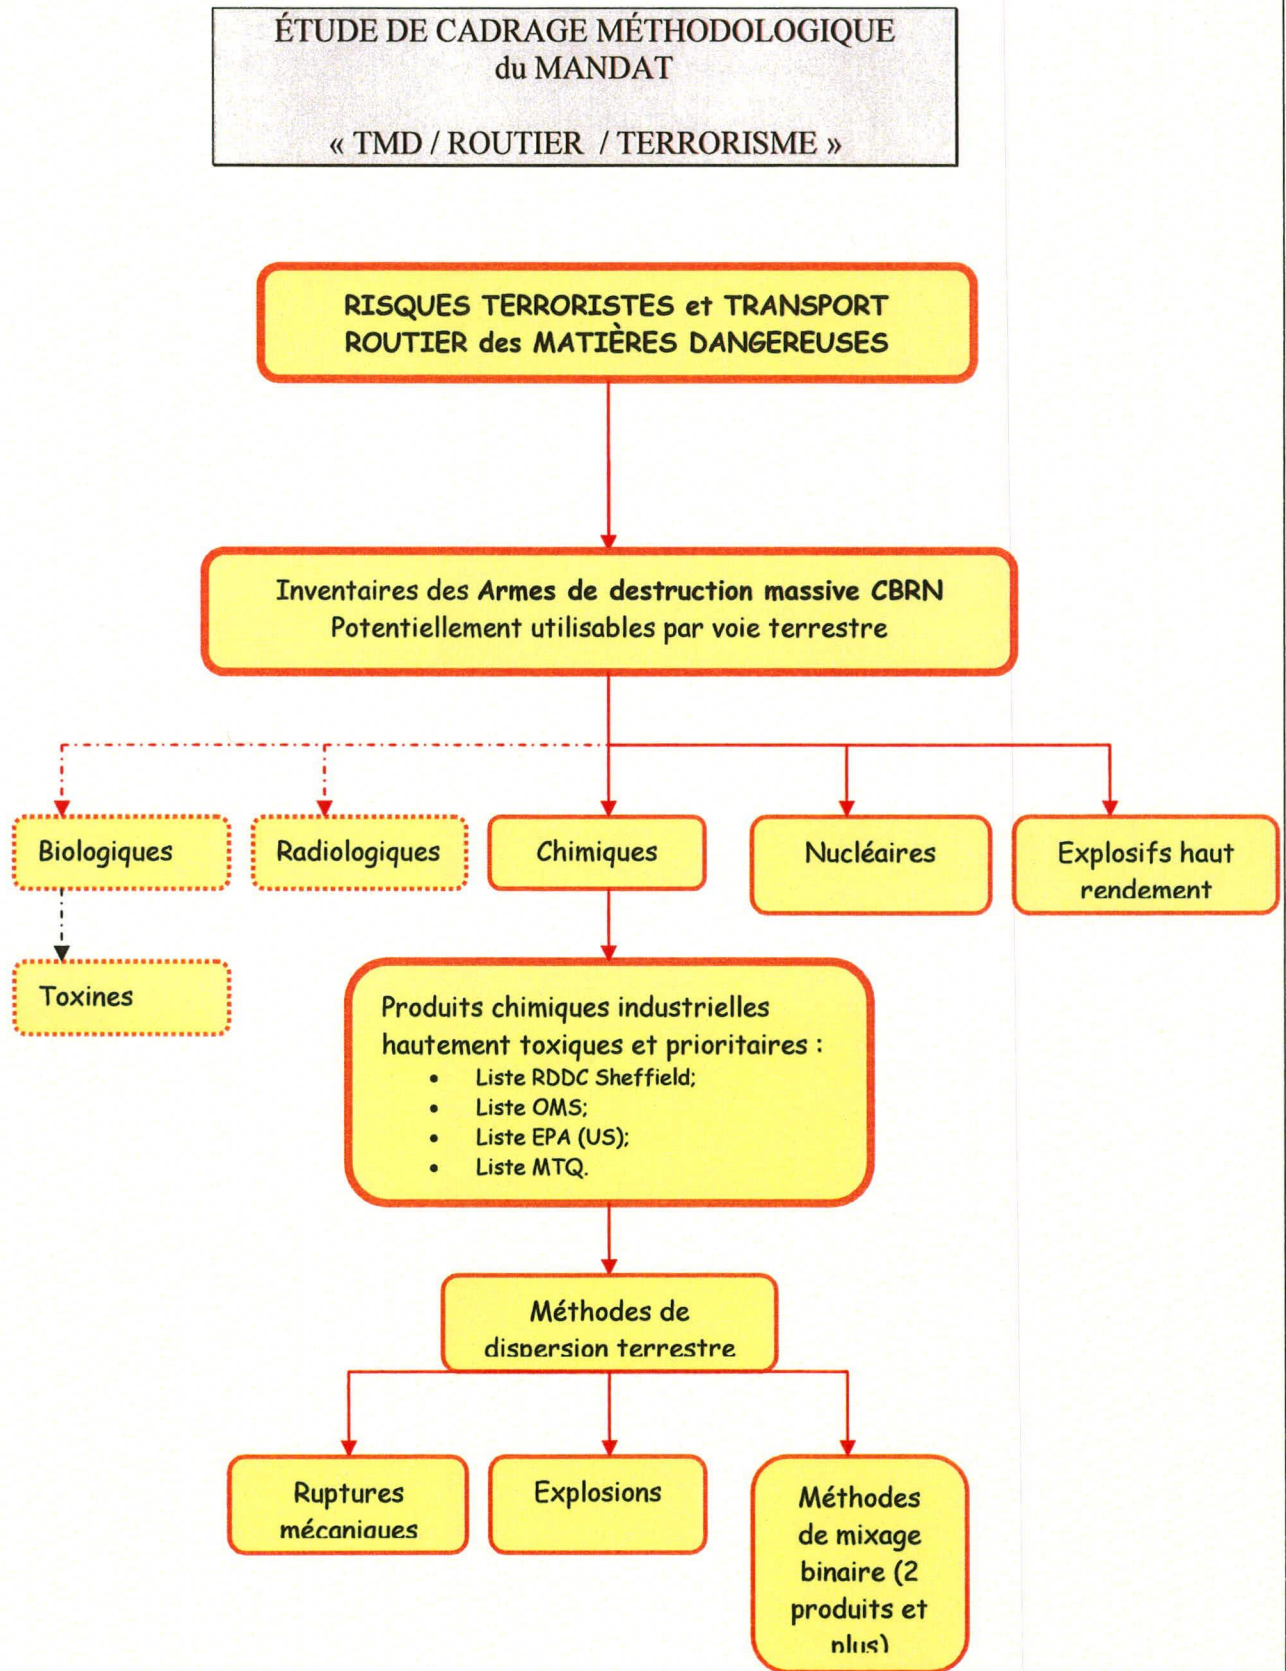 ÉTUDE DE CADRAGE MÉTHODOLOGIQUE
du MANDAT
« TMD / ROUTIER / TERRORISME »
RISQUES TERRORISTES et TRANSPORT
ROUTIER des MATIÈRES DANGEREUSES
Inventaires des Armes de destruction massive CBRN
Potentiellement utilisables par voie terrestre
Biologiques
Radiologiques
Chimiques
Nucléaires
Explosifs haut
rendement
Toxines
Produits chimiques industrielles
hautement toxiques et prioritaires :
• Liste RDDC Sheffield;
• Liste OMS;
• Liste EPA (US);
• Liste MTQ.
Méthodes de
dispersion terrestre
Ruptures
mécaniques
Explosions
Méthodes
de mixage
binaire (2
produits et
plus)